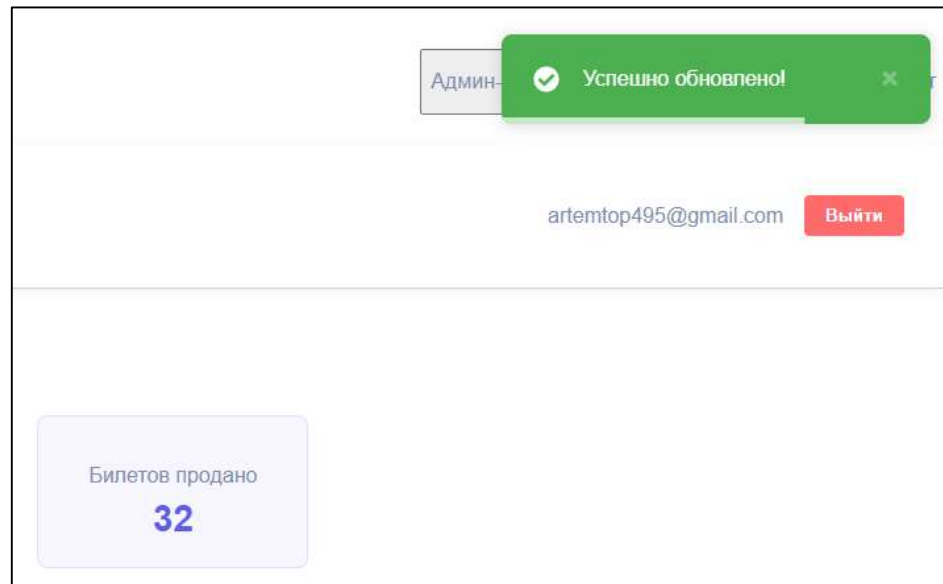 Админ-
Успешно обновлено!
artemtop495@gmail.com
Выйти
Билетов продано
32